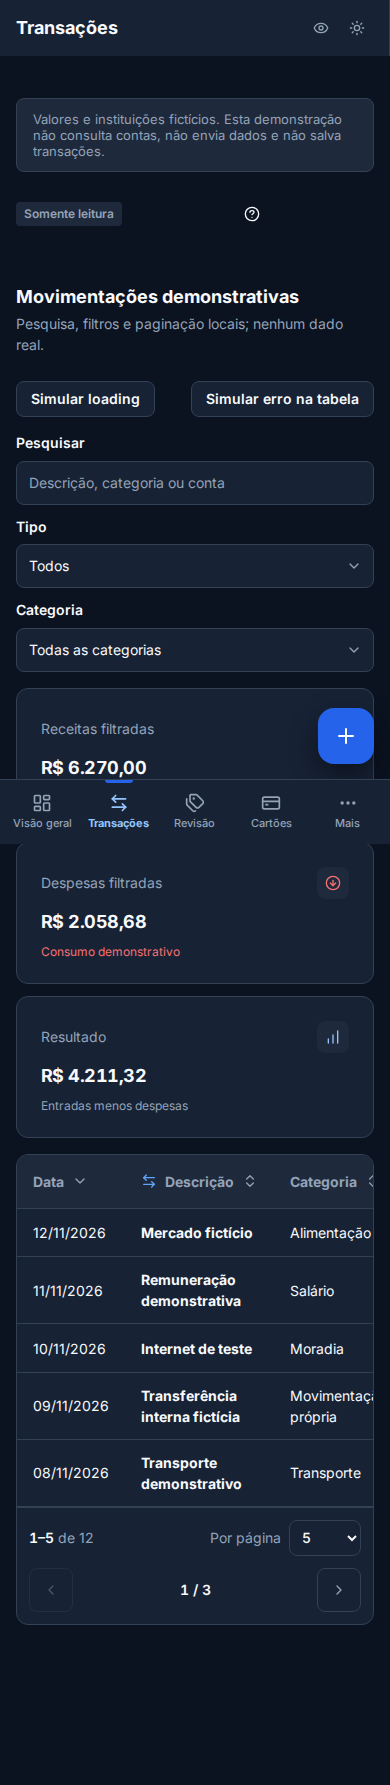 Transações
Valores e instituições fictícios. Esta demonstração
não consulta contas, não envia dados e não salva
transações.
Somente leitura
Movimentações demonstrativas
Pesquisa, filtros e paginação locais; nenhum dado
real.
Simular loading
Simular erro na tabela
Pesquisar
Descrição, categoria ou conta
Tipo
Todos
Categoria
Todas as categorias
Receitas filtradas
R$ 6.270,00
Visão geral
Transações
Revisão
Cartões
Mais
Despesas filtradas
R$ 2.058,68
Consumo demonstrativo
Resultado
R$ 4.211,32
Entradas menos despesas
Data Descrição Categoria
12/11/2026 Mercado fictício Alimentação
11/11/2026 Remuneração
demonstrativa Salário
10/11/2026 Internet de teste Moradia
09/11/2026 Transferência
interna fictícia Movimentaçã
própria
08/11/2026 Transporte
demonstrativo Transporte
1–5 de 12
Por página 5
1 / 3